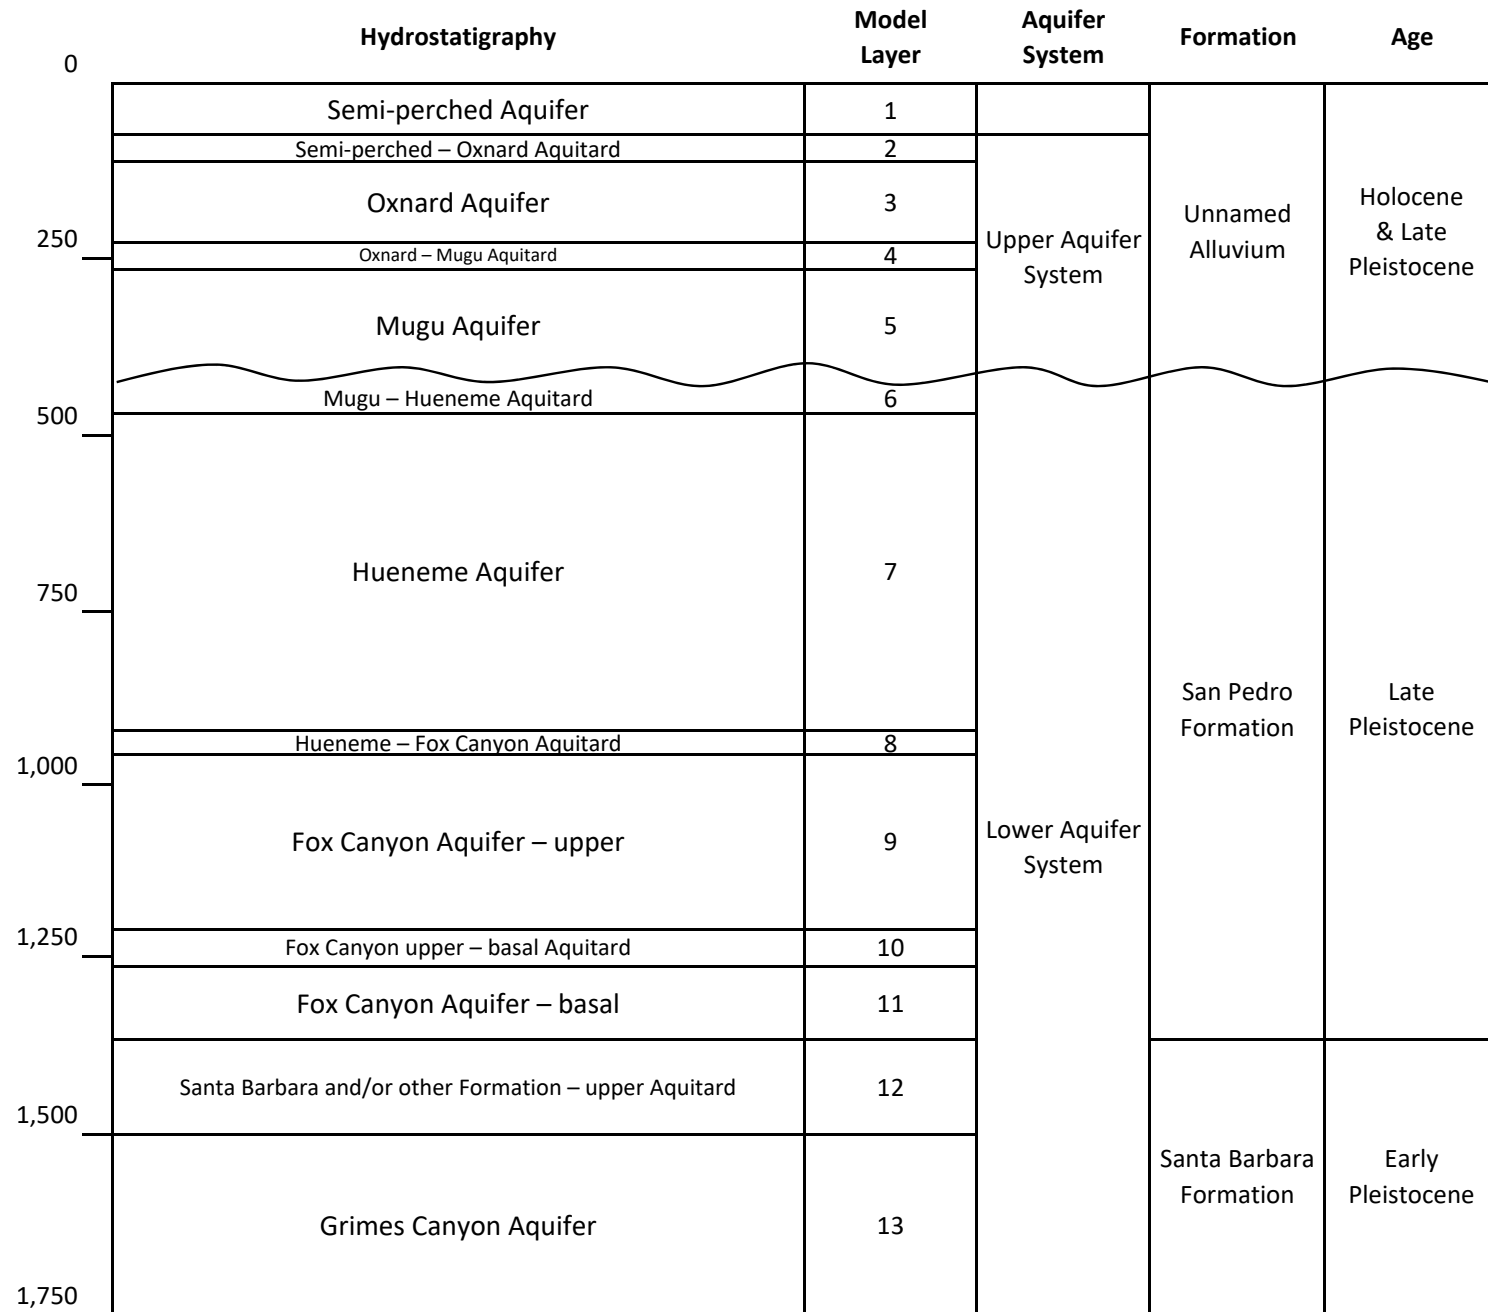 Hydrostatigraphy
Model
Layer
Aquifer
System
Formation
Age
0
Semi-perched Aquifer
1
Semi-perched – Oxnard Aquitard
2
Oxnard Aquifer
3
250
Oxnard – Mugu Aquitard
4
Mugu Aquifer
5
Upper Aquifer
System
Unnamed
Alluvium
Holocene
& Late
Pleistocene
Mugu – Hueneme Aquitard
6
500
Hueneme Aquifer
7
750
Hueneme – Fox Canyon Aquitard
8
San Pedro
Formation
Late
Pleistocene
1,000
Fox Canyon Aquifer – upper
9
Lower Aquifer
System
1,250
Fox Canyon upper – basal Aquitard
10
Fox Canyon Aquifer – basal
11
Santa Barbara and/or other Formation – upper Aquitard
12
1,500
Grimes Canyon Aquifer
13
Santa Barbara
Formation
Early
Pleistocene
1,750